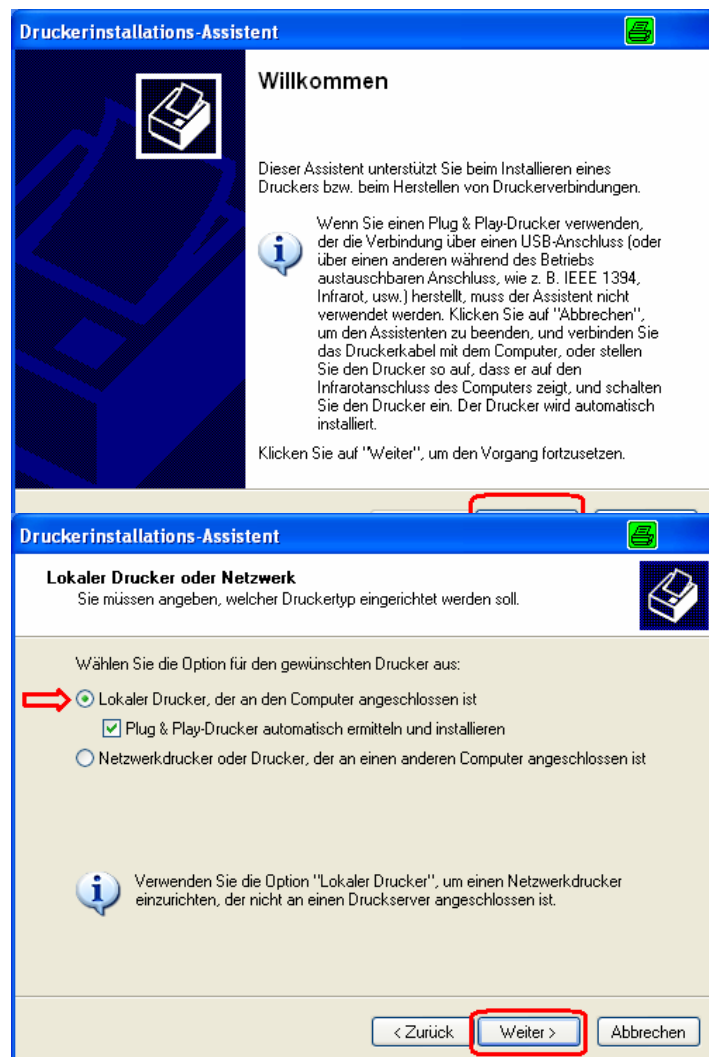 Druckerinstallations-Assistent
Willkommen
Dieser Assistent unterstützt Sie beim Installieren eines
Druckers bzw. beim Herstellen von Druckerverbindungen.
Wenn Sie einen Plug & Play-Drucker verwenden,
der die Verbindung über einen USB-Anschluss (oder
über einen anderen während des Betriebs
austauschbaren Anschluss, wie z. B. IEEE 1394,
Infrarot, usw.) herstellt, muss der Assistent nicht
verwendet werden. Klicken Sie auf "Abbrechen",
um den Assistenten zu beenden, und verbinden Sie
das Druckerkabel mit dem Computer, oder stellen
Sie den Drucker so auf, dass er auf den
Infrarotanschluss des Computers zeigt, und schalten
Sie den Drucker ein. Der Drucker wird automatisch
installiert.
Klicken Sie auf "Weiter", um den Vorgang fortzusetzen.
Druckerinstallations-Assistent
Lokaler Drucker oder Netzwerk
Sie müssen angeben, welcher Druckertyp eingerichtet werden soll.
Wählen Sie die Option für den gewünschten Drucker aus:
Lokaler Drucker, der an den Computer angeschlossen ist
Plug & Play-Drucker automatisch ermitteln und installieren
Netzwerkdrucker oder Drucker, der an einen anderen Computer angeschlossen ist
Verwenden Sie die Option "Lokaler Drucker", um einen Netzwerkdrucker
einzurichten, der nicht an einen Druckserver angeschlossen ist.
< Zurück Weiter > Abbrechen